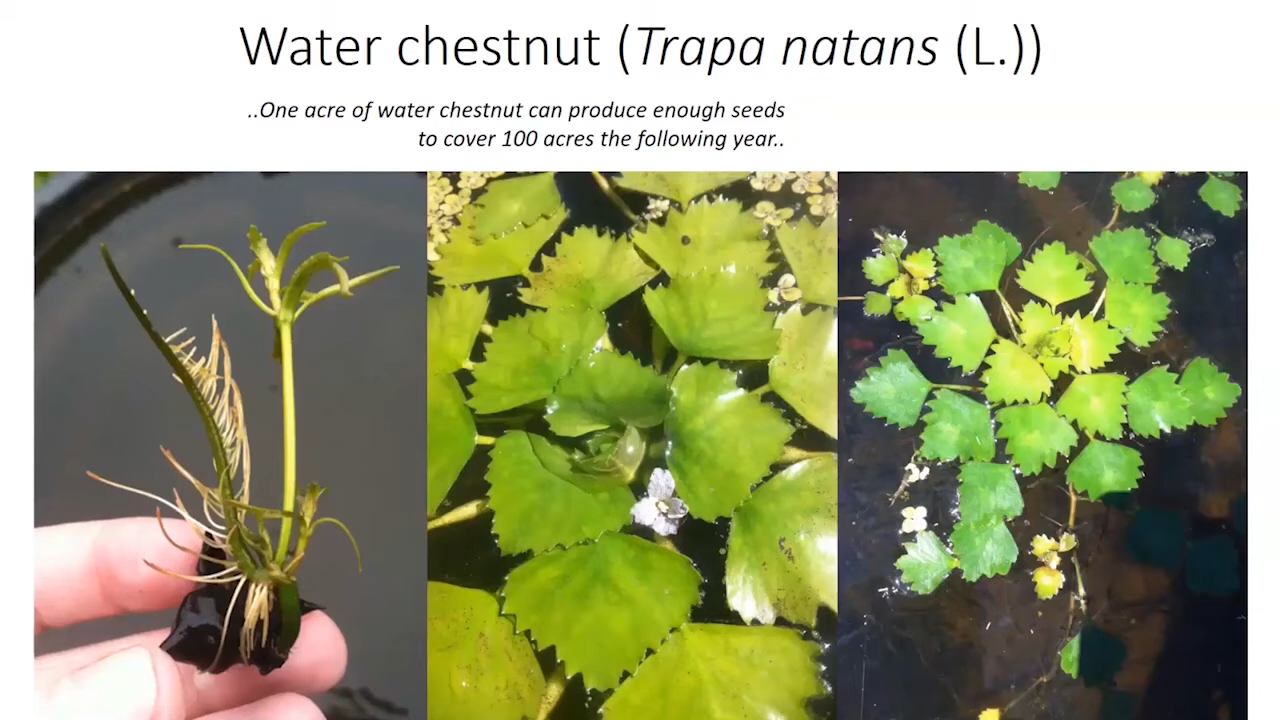 Water chestnut (Trapa natans (L.))
..One acre of water chestnut can produce enough seeds
to cover 100 acres the following year..